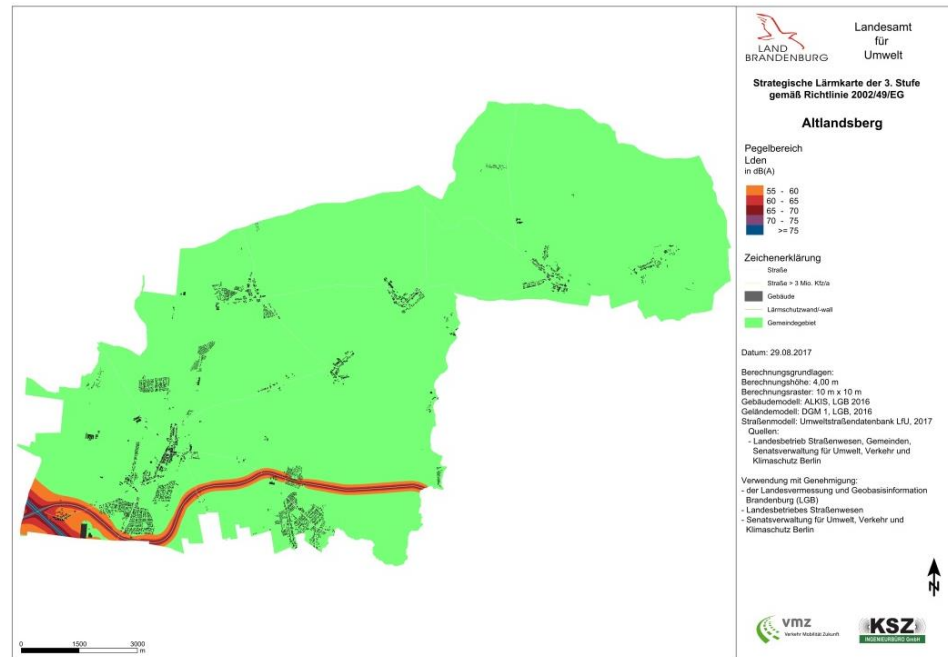 LAND
BRANDENBURG
Landesamt
für
Umwelt
Strategische Lärmkarte der 3. Stufe
gemäß Richtlinie 2002/49/EG
Altlandsberg
Pegelbereich
Lden
in dB(A)
55 - 60
60 - 65
65 - 70
70 - 75
>= 75
Zeichenerklärung
Straße
Straße > 3 Mio. Kfz/a
Gebäude
Lärmschutzwand/-wall
Gemeindegebiet
Datum: 29.08.2017
Berechnungsgrundlagen:
Berechnungshöhe: 4,00 m
Berechnungsraster: 10 m x 10 m
Gebäudemodell: ALKIS, LGB 2016
Geländemodell: DGM 1, LGB, 2016
Straßenmodell: Umweltstraßendatenbank LfU, 2017
Quellen:
- Landesbetrieb Straßenwesen, Gemeinden,
Senatsverwaltung für Umwelt, Verkehr und
Klimaschutz Berlin
Verwendung mit Genehmigung:
- der Landesvermessung und Geobasisinformation
Brandenburg (LGB)
- Landesbetriebes Straßenwesen
- Senatsverwaltung für Umwelt, Verkehr und
Klimaschutz Berlin
N
vmz
Verkehr Mobilität Zukunft
KSZ
INGENIEURBÜRO GmbH
0 1500 3000
m